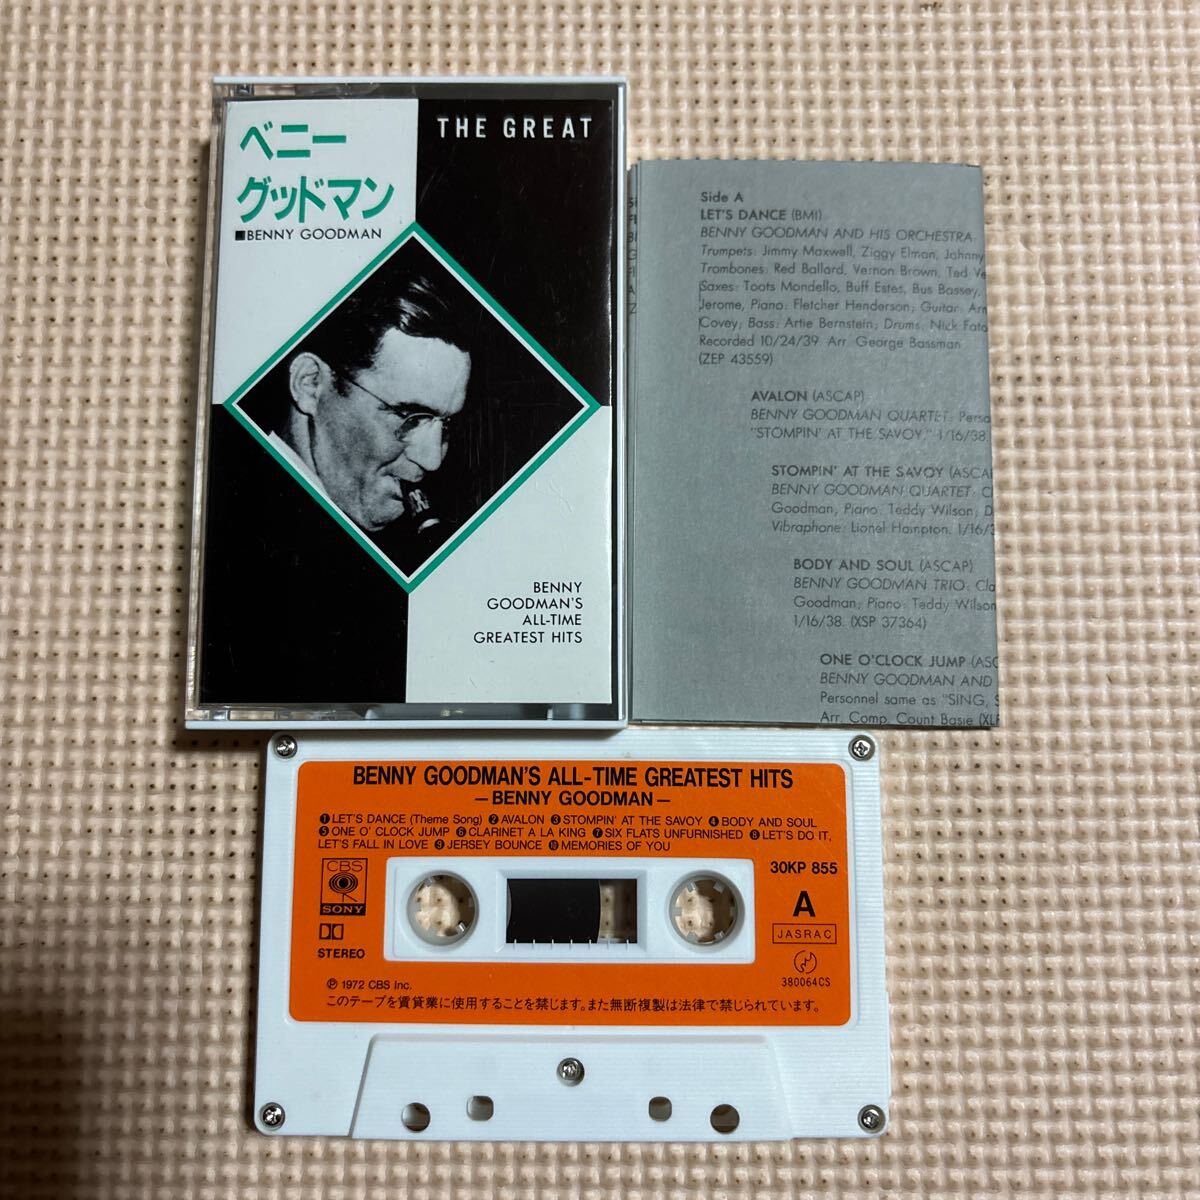 ベニー
グッドマン
■BENNY GOODMAN
THE GREAT
BENNY
GOODMAN'S
ALL-TIME
GREATEST HITS
Side A
LET'S DANCE (BMI)
BENNY GOODMAN AND HIS ORCHESTRA
Trumpets: Jimmy Maxwell, Ziggy Elman, Johnny
Trombones: Red Ballard, Vernon Brown, Ted Ve
Saxes: Toots Mondello, Buff Estes, Bus Bassey,
Jerome, Piano: Fletcher Henderson; Guitar: Arn
Covey; Bass: Artie Bernstein; Drums: Nick Fato
Recorded 10/24/39. Arr. George Bassman
(ZEP 43559)
AVALON (ASCAP)
BENNY GOODMAN QUARTET: Perso
"STOMPIN' AT THE SAVOY," 1/16/38.
STOMPIN' AT THE SAVOY (ASCA
BENNY GOODMAN QUARTET: Cl
Goodman; Piano: Teddy Wilson; D
Vibraphone: Lionel Hampton. 1/16/3
BODY AND SOUL (ASCAP)
BENNY GOODMAN TRIO: Cla
Goodman; Piano: Teddy Wilson
1/16/38. (XSP 37364)
ONE O'CLOCK JUMP (ASC
BENNY GOODMAN AND
Personnel same as "SING, S
Arr. Comp. Count Basie (XLP
BENNY GOODMAN'S ALL-TIME GREATEST HITS
—BENNY GOODMAN—
❶LET'S DANCE (Theme Song) ❷AVALON ❸STOMPIN' AT THE SAVOY ❹BODY AND SOUL
❺ONE O' CLOCK JUMP ❻CLARINET A LA KING ❼SIX FLATS UNFURNISHED ❽LET'S DO IT,
LET'S FALL IN LOVE ❾JERSEY BOUNCE ❿MEMORIES OF YOU
30KP 855
CBS
SONY
A
JASRAC
STEREO
380064CS
℗ 1972 CBS Inc.
このテープを賃貸業に使用することを禁じます。また無断複製は法律で禁じられています。